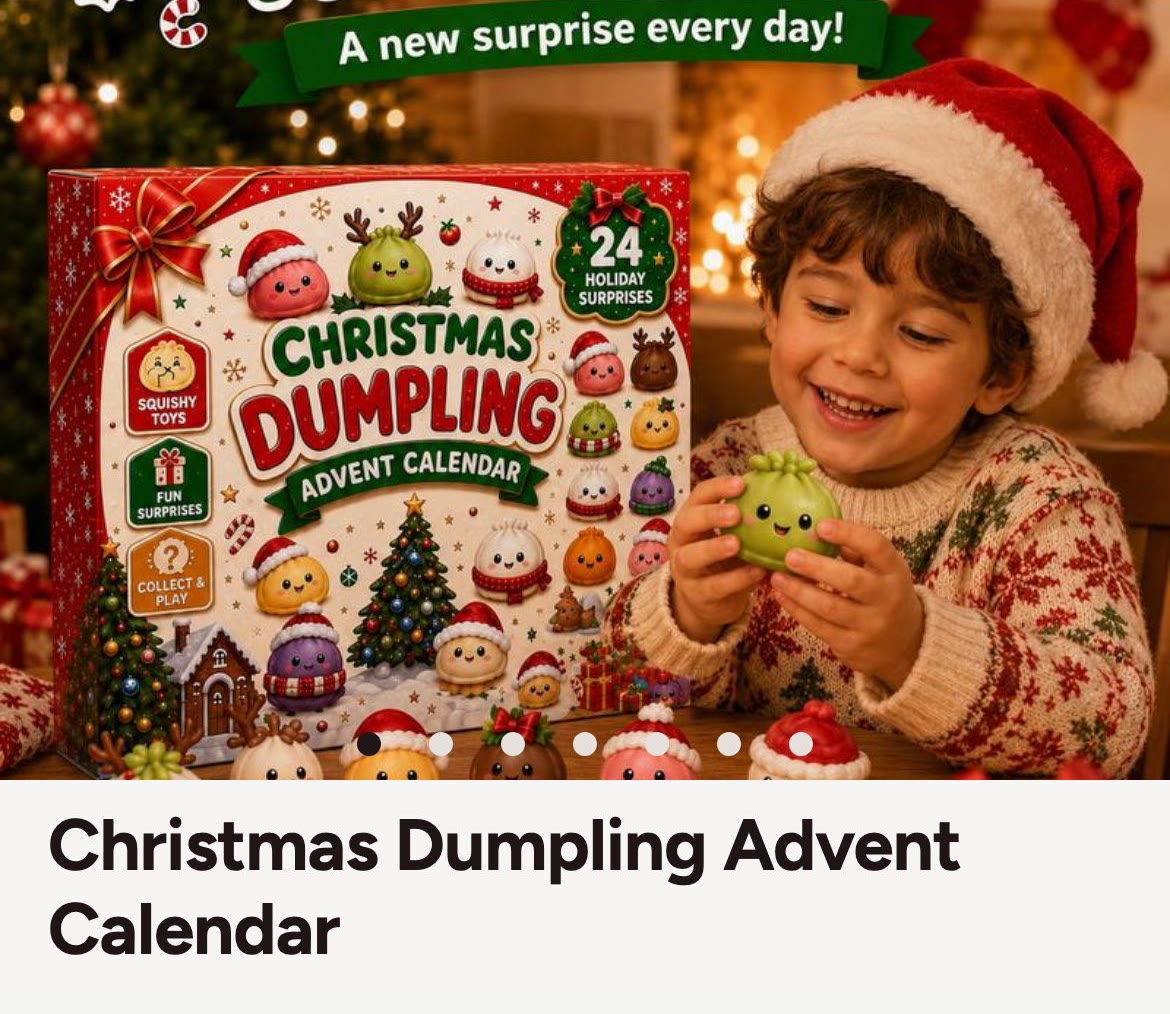 A new surprise every day!
24
HOLIDAY
SURPRISES
CHRISTMAS
DUMPLING
ADVENT CALENDAR
SQUISHY
TOYS
FUN
SURPRISES
?
COLLECT &
PLAY
Christmas Dumpling Advent
Calendar